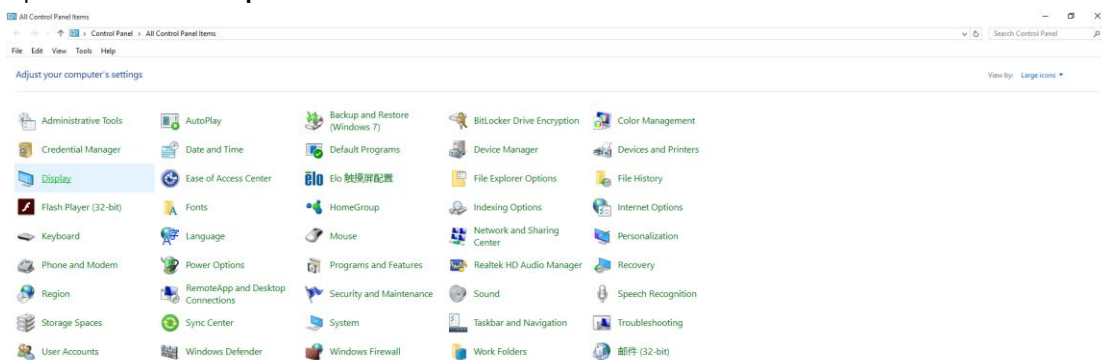 All Control Panel Items
Control Panel › All Control Panel Items
Search Control Panel
File Edit View Tools Help
Adjust your computer's settings
View by: Large icons
Administrative Tools
AutoPlay
Backup and Restore
(Windows 7)
BitLocker Drive Encryption
Color Management
Credential Manager
Date and Time
Default Programs
Device Manager
Devices and Printers
Display
Ease of Access Center
elo Elo 触摸屏配置
File Explorer Options
File History
Flash Player (32-bit)
Fonts
HomeGroup
Indexing Options
Internet Options
Keyboard
Language
Mouse
Network and Sharing
Center
Personalization
Phone and Modem
Power Options
Programs and Features
Realtek HD Audio Manager
Recovery
Region
RemoteApp and Desktop
Connections
Security and Maintenance
Sound
Speech Recognition
Storage Spaces
Sync Center
System
Taskbar and Navigation
Troubleshooting
User Accounts
Windows Defender
Windows Firewall
Work Folders
邮件 (32-bit)